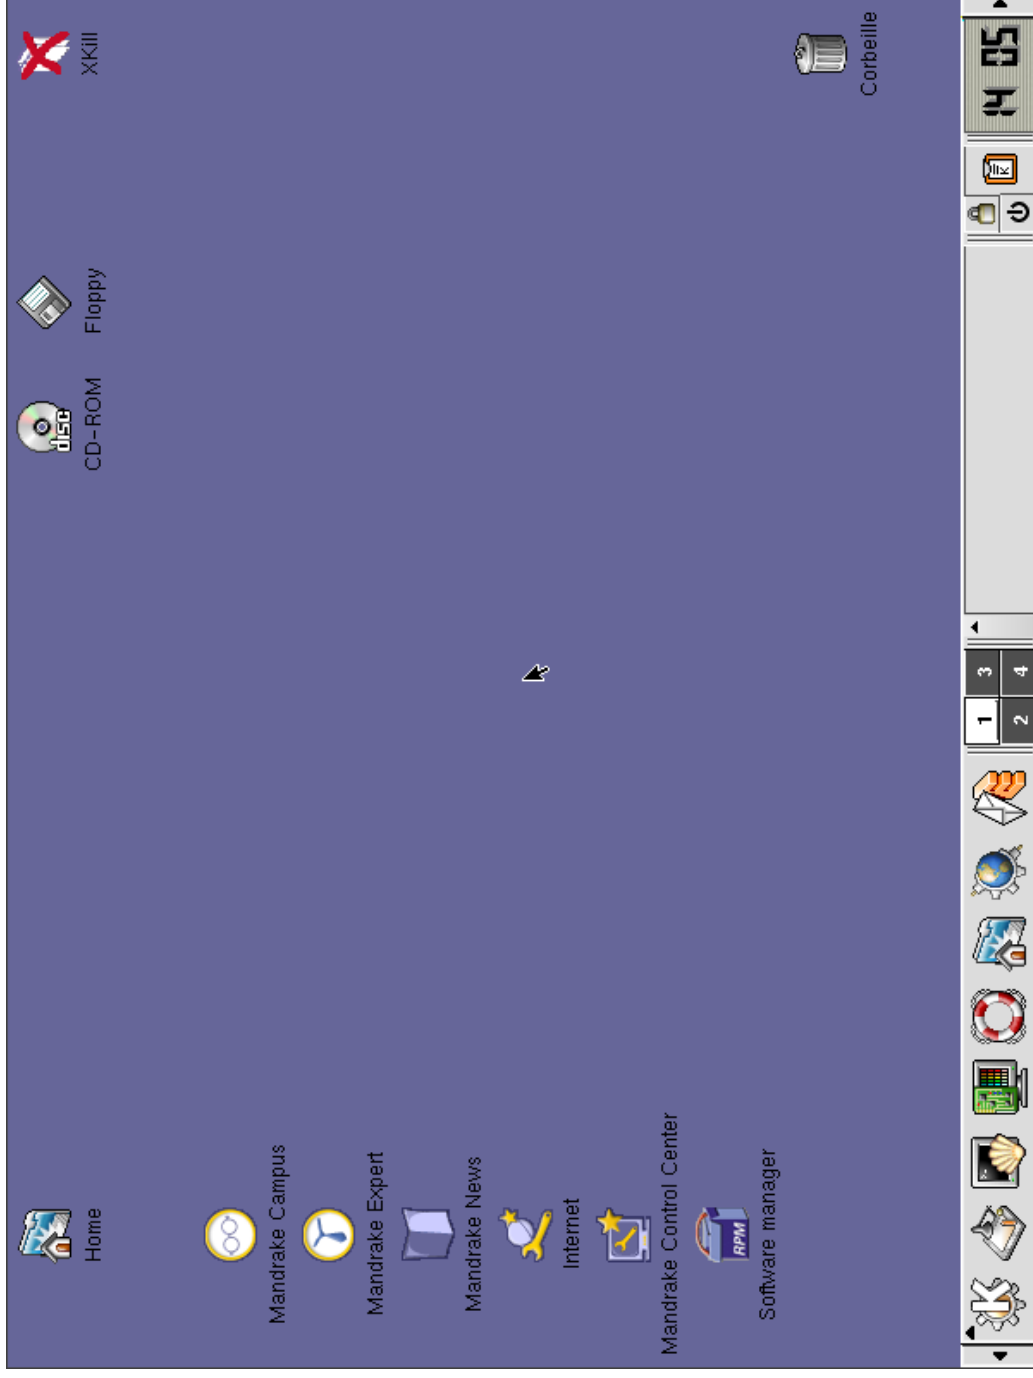 Home
CD-ROM
Floppy
XKill
disc
Mandrake Campus
Mandrake Expert
Mandrake News
Internet
Mandrake Control Center
RPM
Software manager
Corbeille
K
1 3
2 4
K
14 05